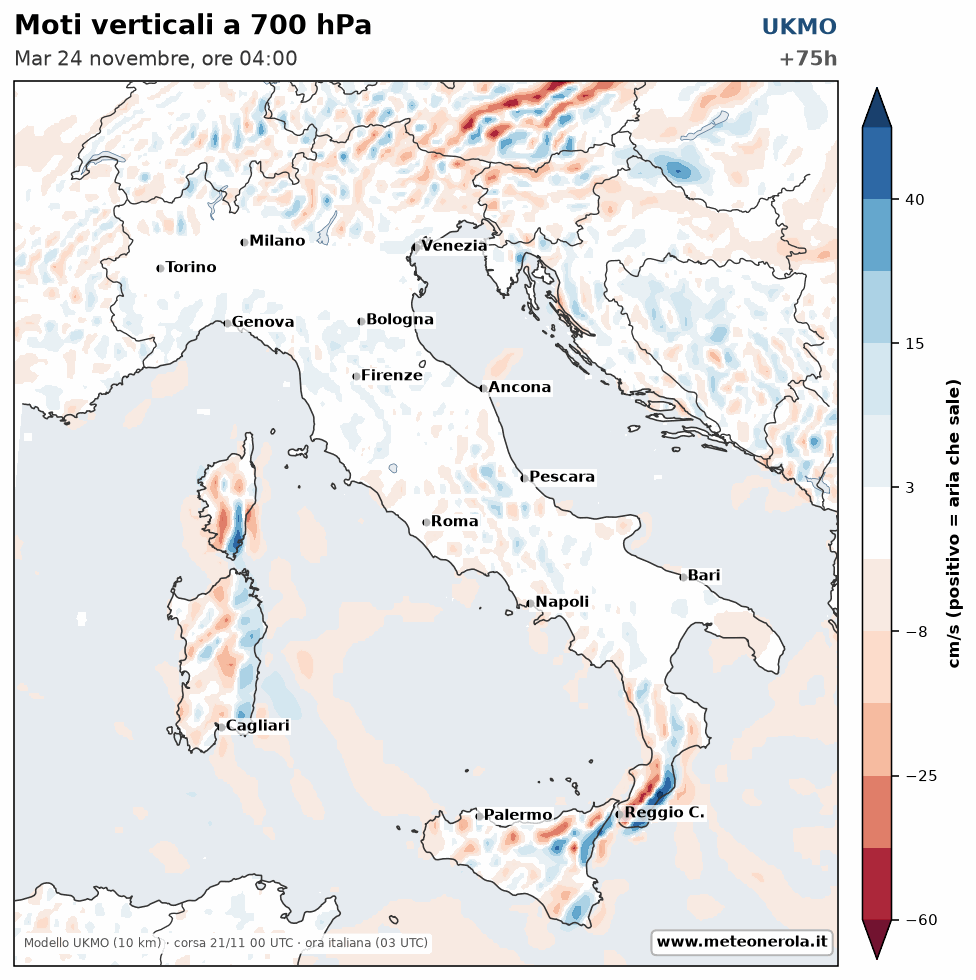 Moti verticali a 700 hPa
UKMO
Mar 24 novembre, ore 04:00
+75h
Milano
Venezia
Torino
Genova
Bologna
Firenze
Ancona
Pescara
Roma
Bari
Napoli
Cagliari
Palermo
Reggio C.
40
15
3
−8
−25
−60
cm/s (positivo = aria che sale)
Modello UKMO (10 km) · corsa 21/11 00 UTC · ora italiana (03 UTC)
www.meteonerola.it